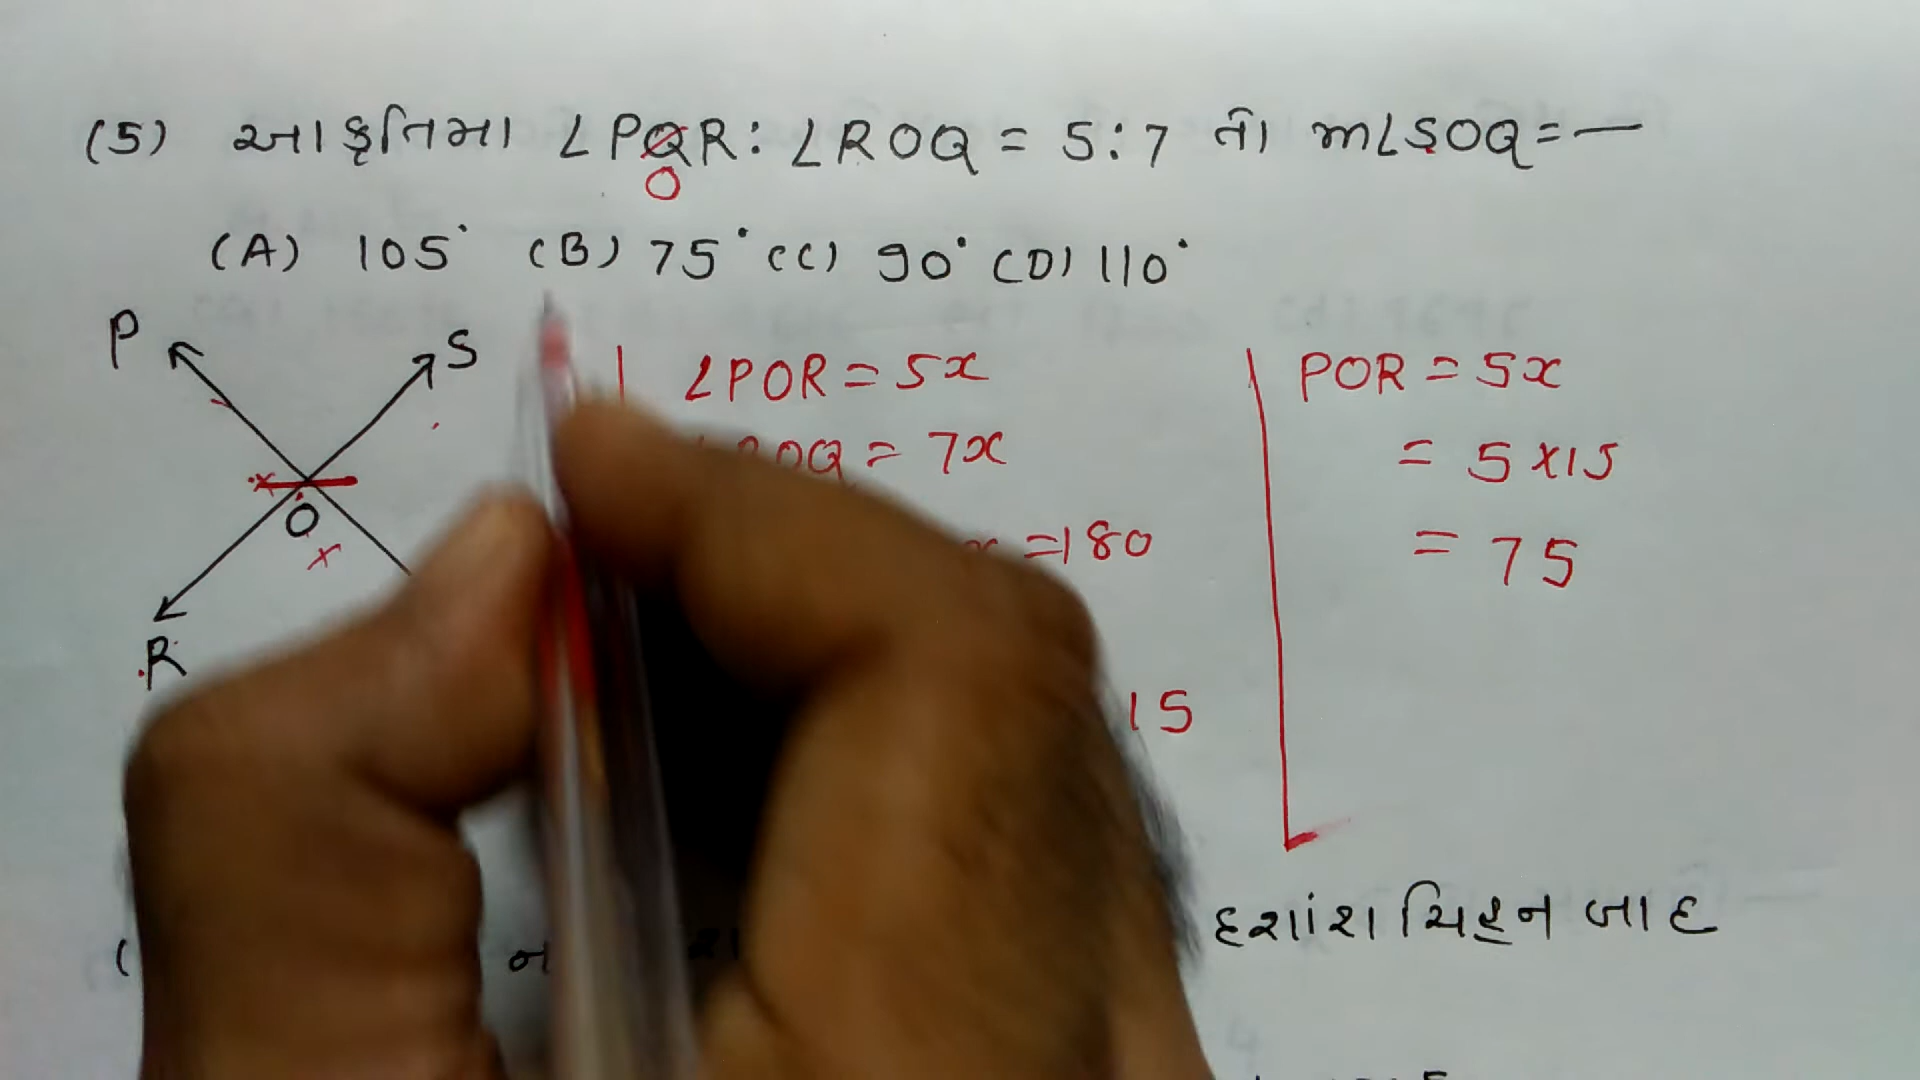 (5) આકૃતિમા ∠PQR : ∠ROQ = 5:7 તો m∠SOQ = —
O
(A) 105° (B) 75° (C) 90° (D) 110°
P
S
O
R
∠POR = 5x
OQ = 7x
x = 180
15
POR = 5x
= 5 × 15
= 75
દશાંશ ચિહ્ન બાદ